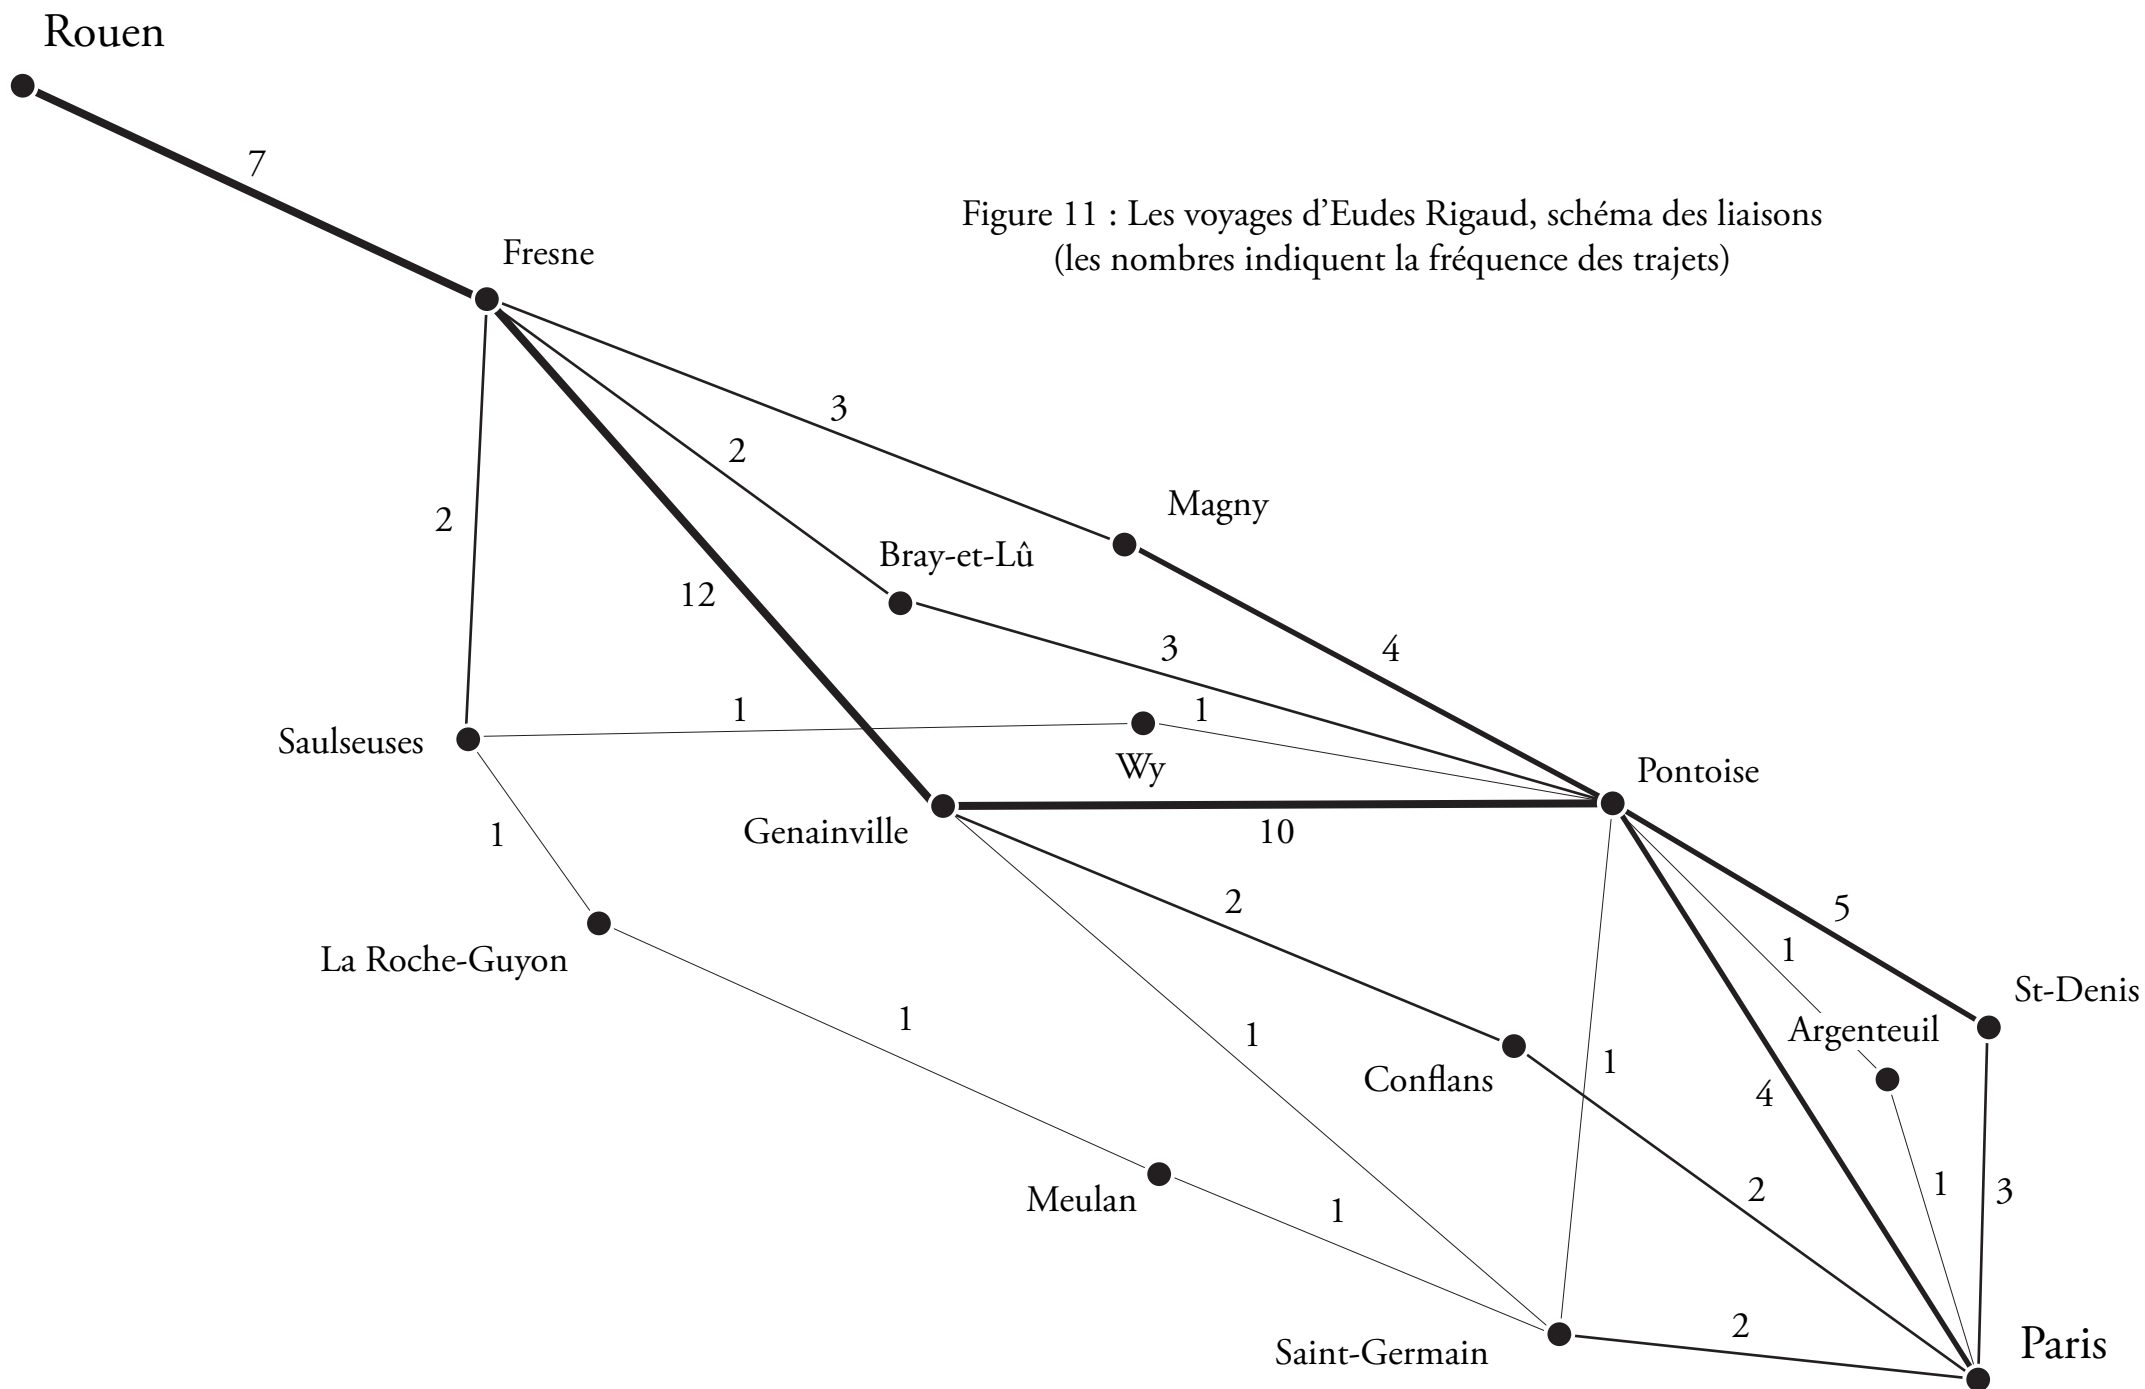 Rouen
7
Figure 11 : Les voyages d’Eudes Rigaud, schéma des liaisons
(les nombres indiquent la fréquence des trajets)
Fresne
3
2
Magny
2
Bray-et-Lû
12
3
4
1
1
Saulseuses
Wy
Pontoise
1
Genainville
10
2
5
1
La Roche-Guyon
St-Denis
1
1
Argenteuil
1
Conflans
4
Meulan
1
2
1
3
2
Saint-Germain
Paris